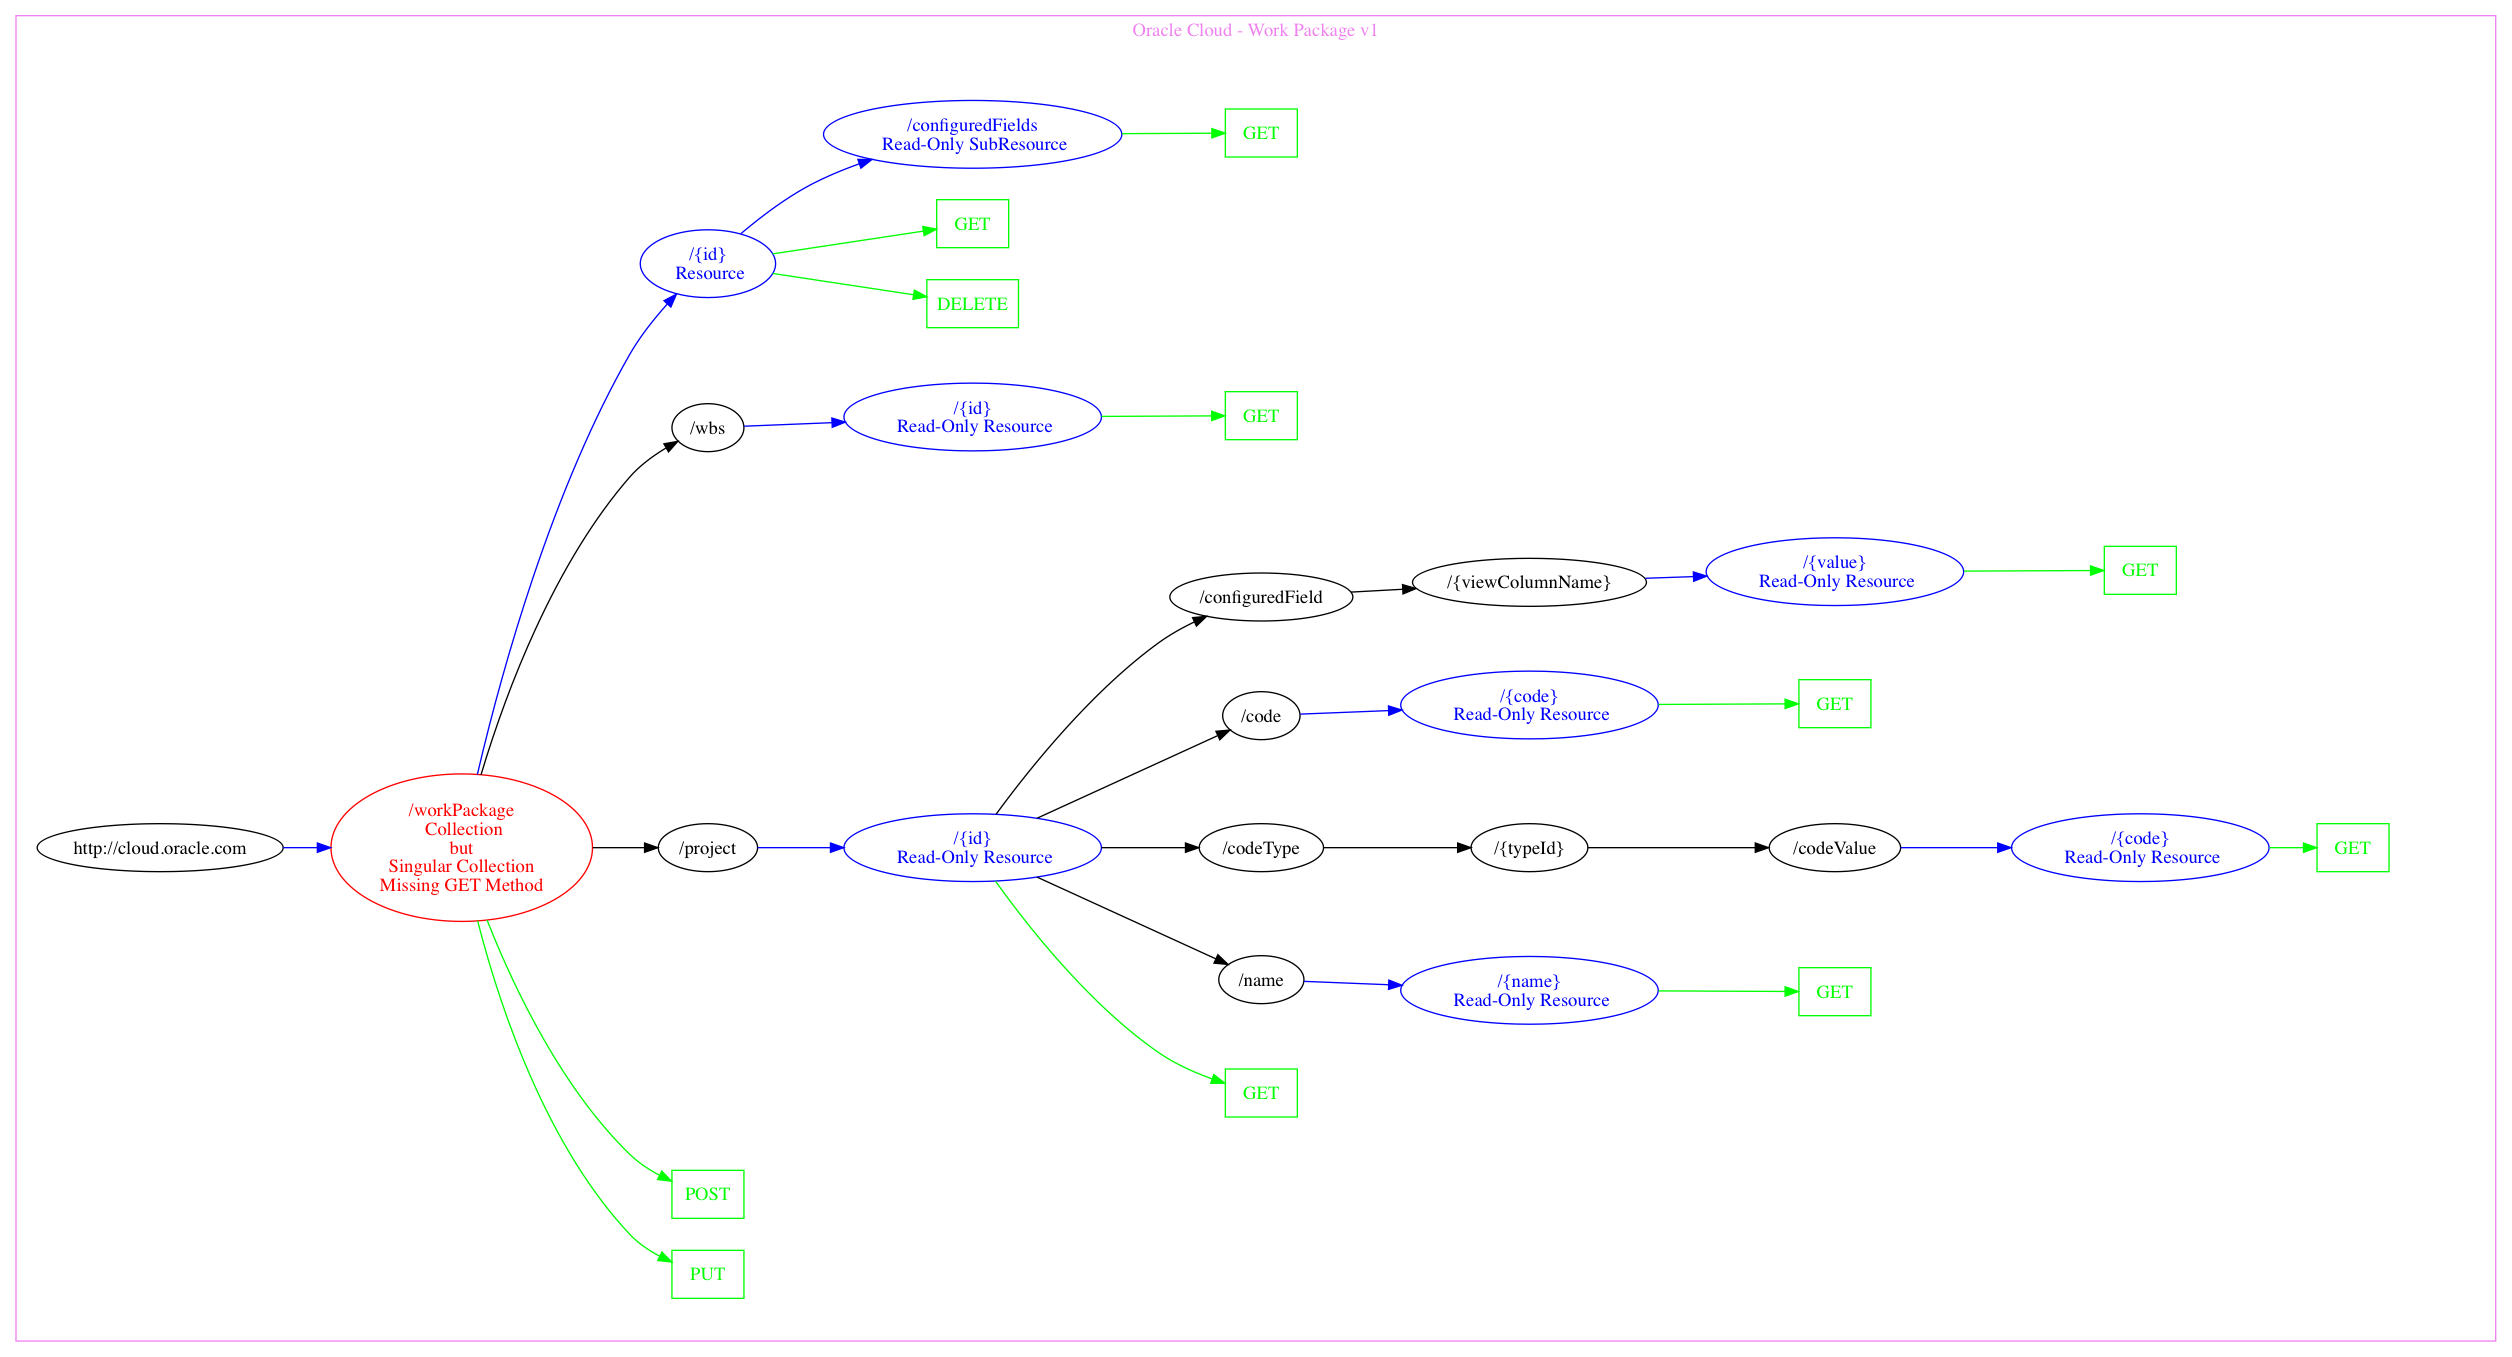 Oracle Cloud - Work Package v1
/configuredFields
Read-Only SubResource
GET
GET
/{id}
Resource
DELETE
/{id}
Read-Only Resource
GET
/wbs
/{value}
Read-Only Resource
GET
/{viewColumnName}
/configuredField
/{code}
Read-Only Resource
GET
/code
/workPackage
Collection
but
Singular Collection
Missing GET Method
http://cloud.oracle.com
/project
/{id}
Read-Only Resource
/codeType
/{typeId}
/codeValue
/{code}
Read-Only Resource
GET
/name
/{name}
Read-Only Resource
GET
GET
POST
PUT